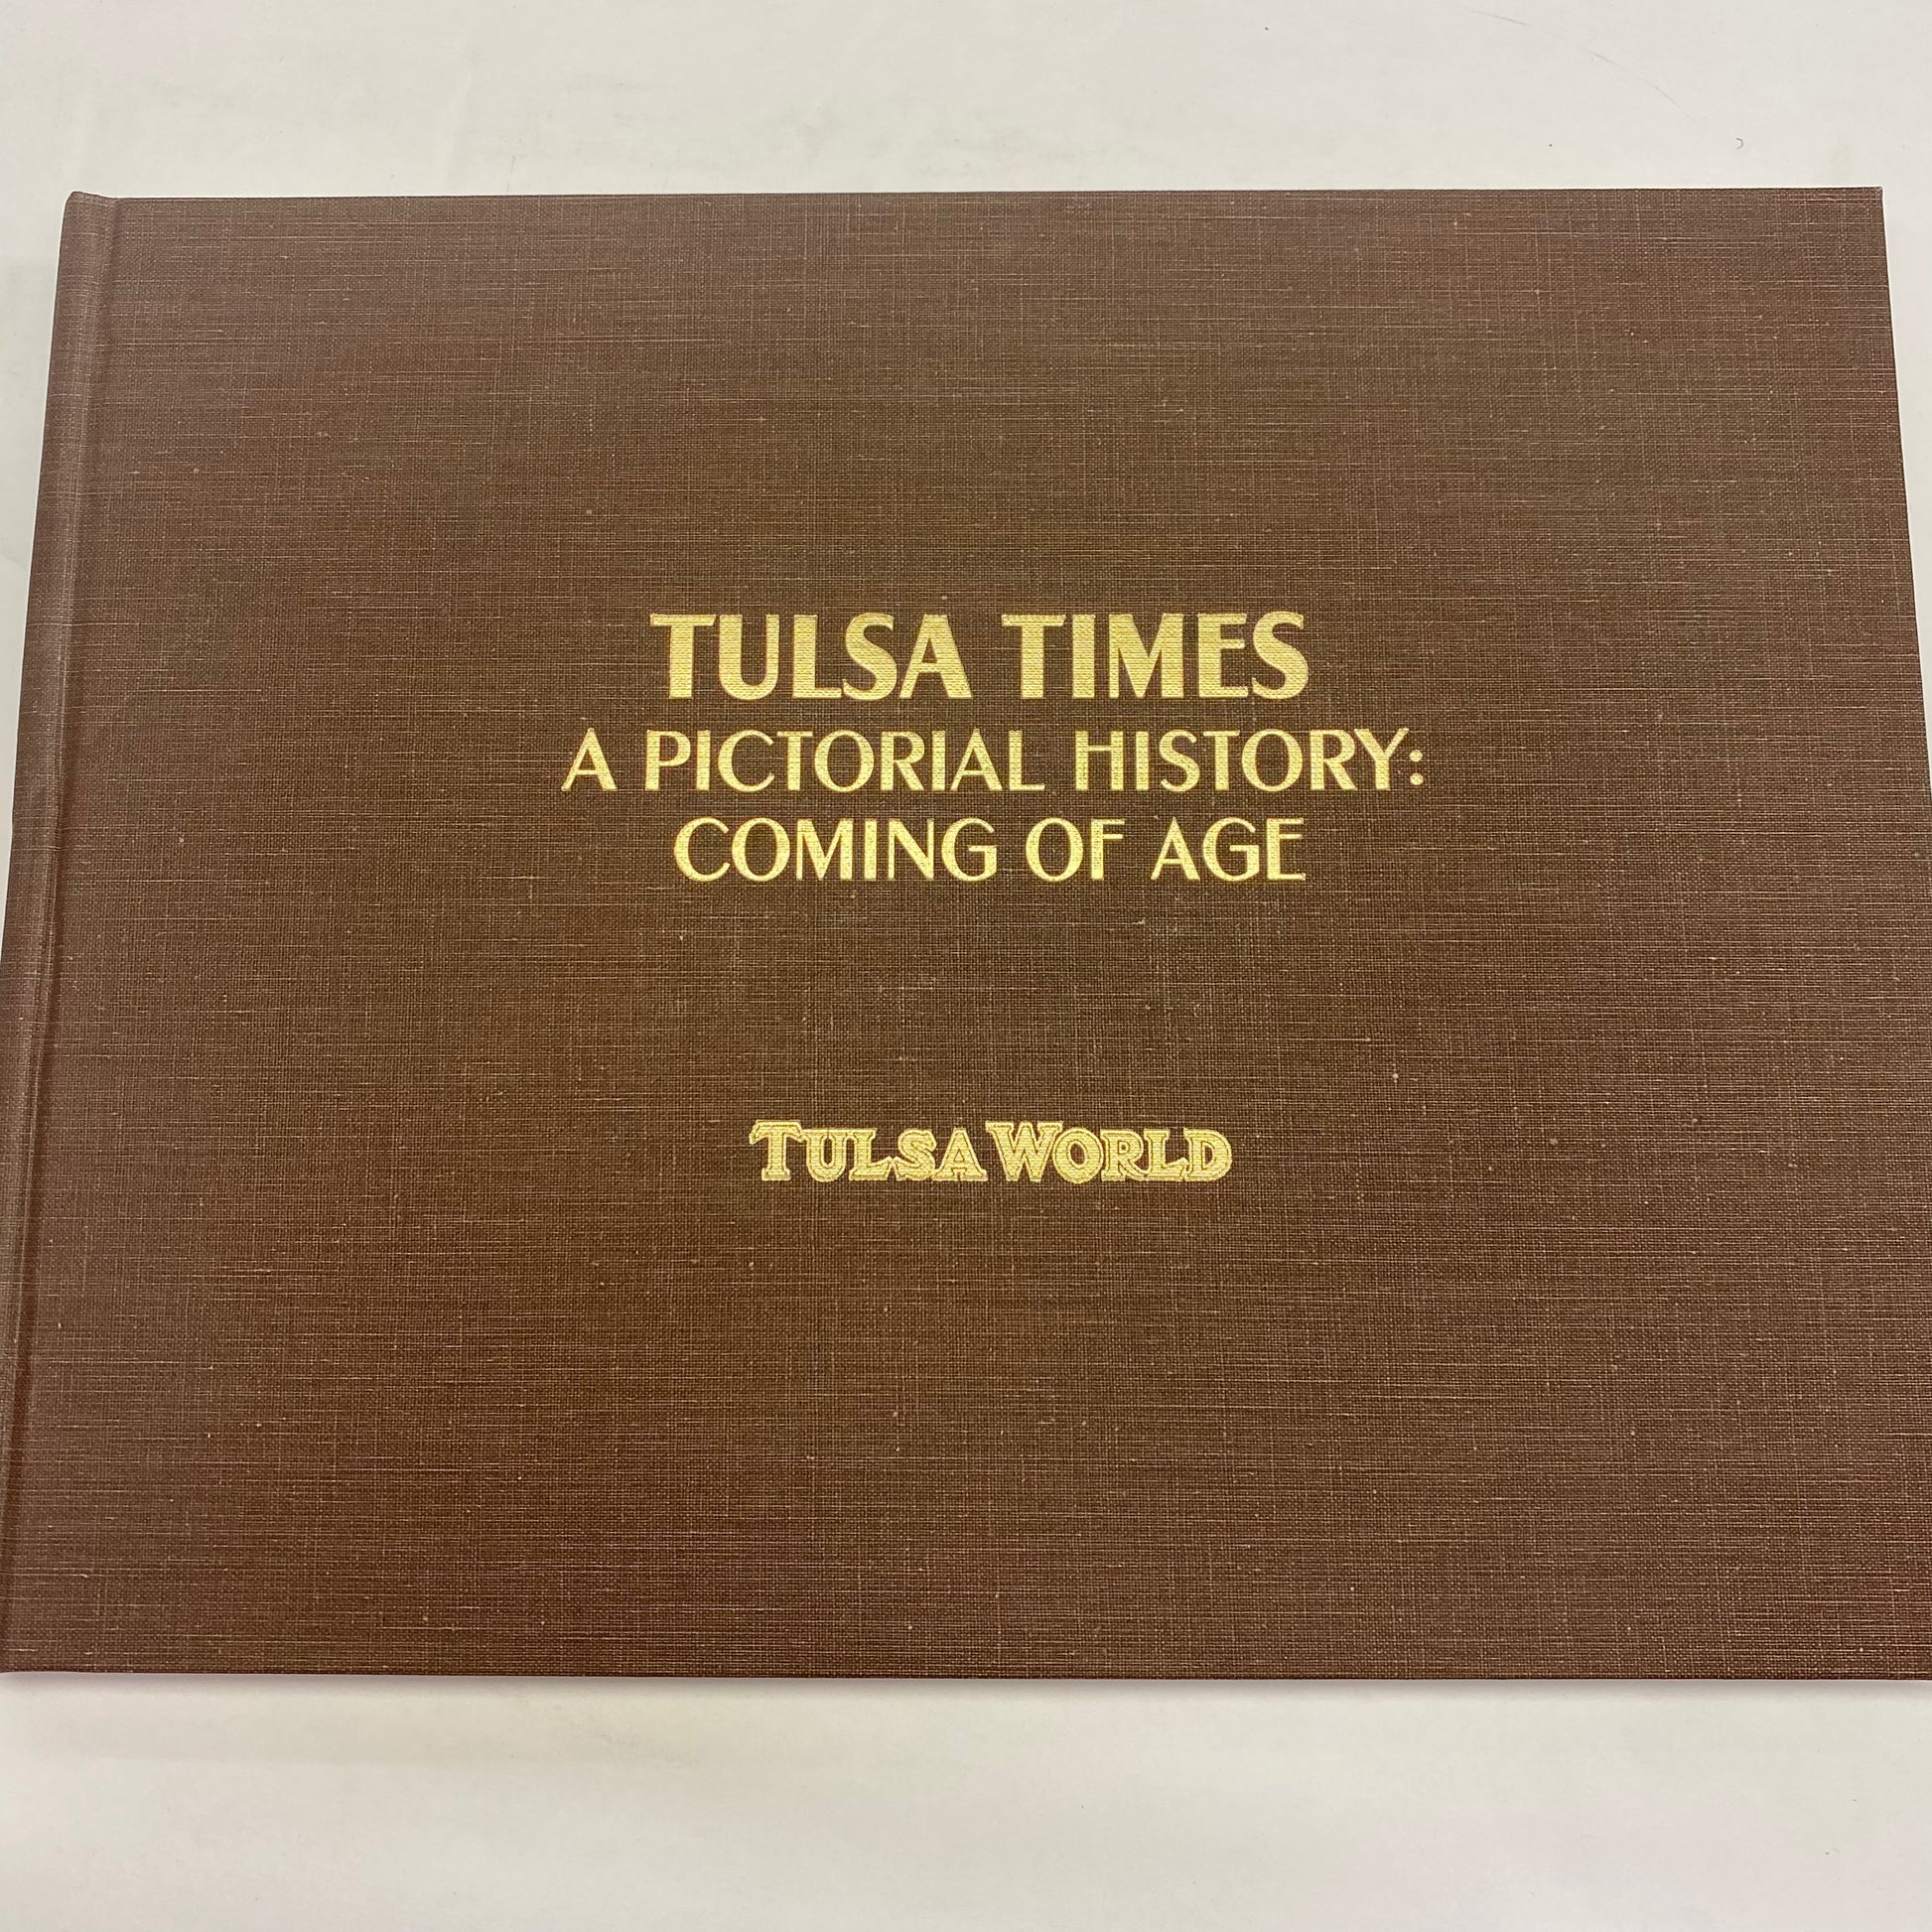 TULSA TIMES
A PICTORIAL HISTORY:
COMING OF AGE
TULSA WORLD